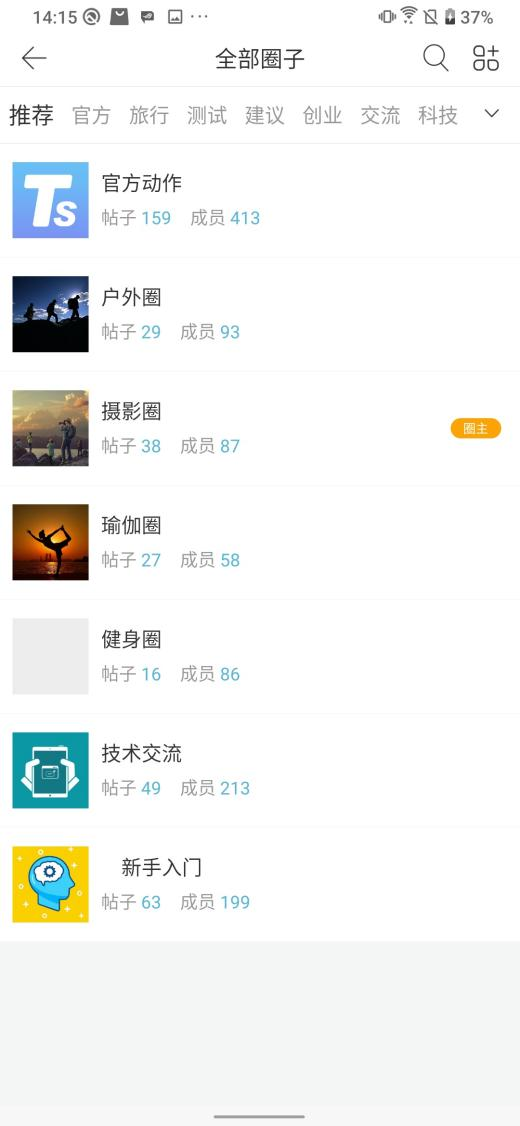 14:15 37%
全部圈子
推荐 官方 旅行 测试 建议 创业 交流 科技
Ts
官方动作
帖子 159 成员 413
户外圈
帖子 29 成员 93
摄影圈
帖子 38 成员 87
圈主
瑜伽圈
帖子 27 成员 58
健身圈
帖子 16 成员 86
技术交流
帖子 49 成员 213
新手入门
帖子 63 成员 199